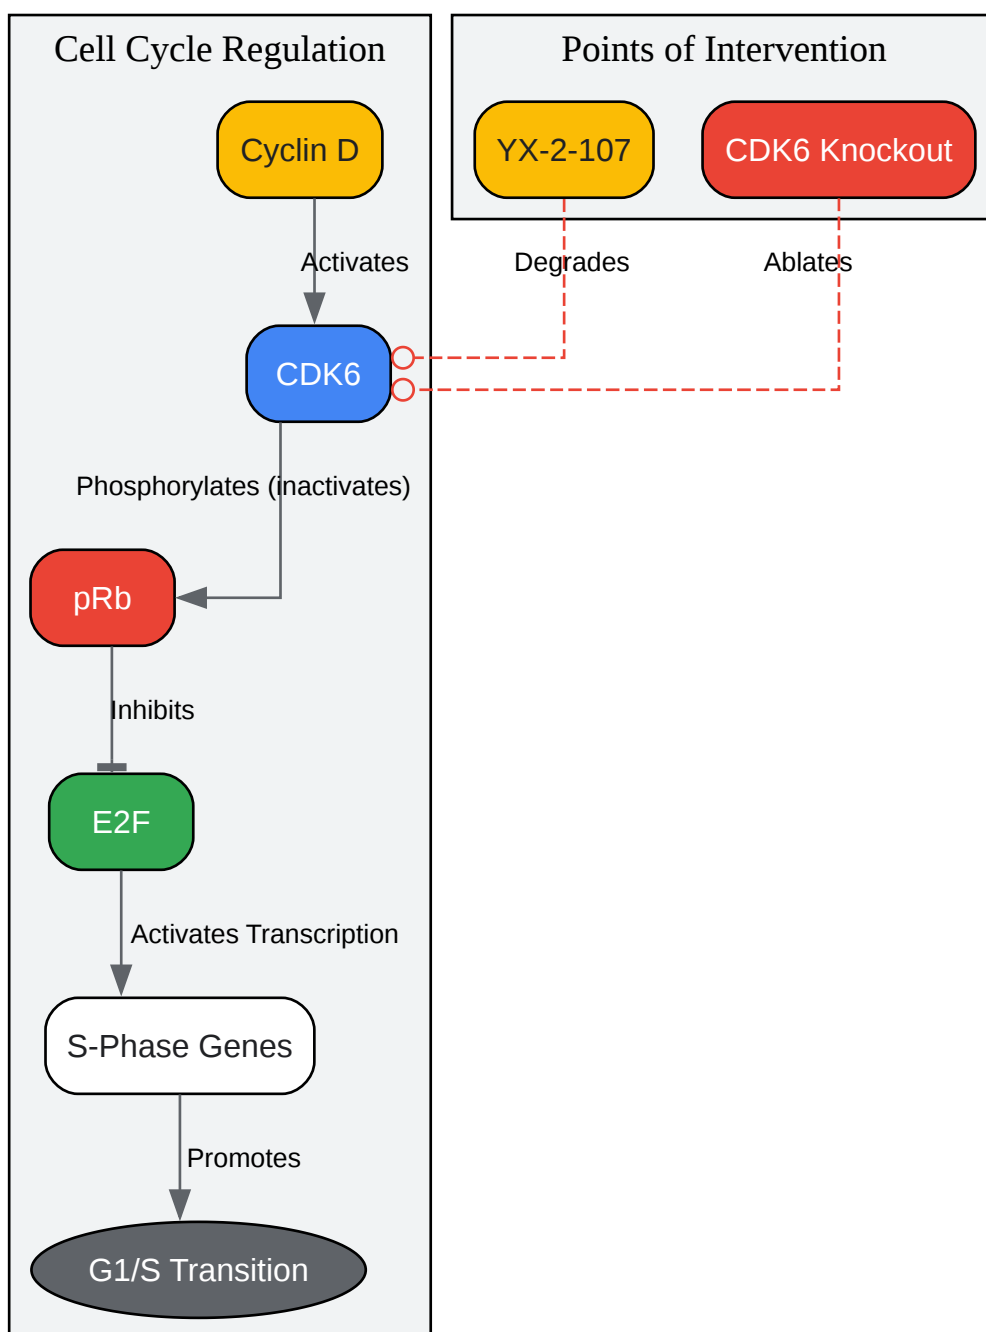 Cell Cycle Regulation
Points of Intervention
Cyclin D
YX-2-107
CDK6 Knockout
Activates
Degrades
Ablates
CDK6
Phosphorylates (inactivates)
pRb
Inhibits
E2F
Activates Transcription
S-Phase Genes
Promotes
G1/S Transition